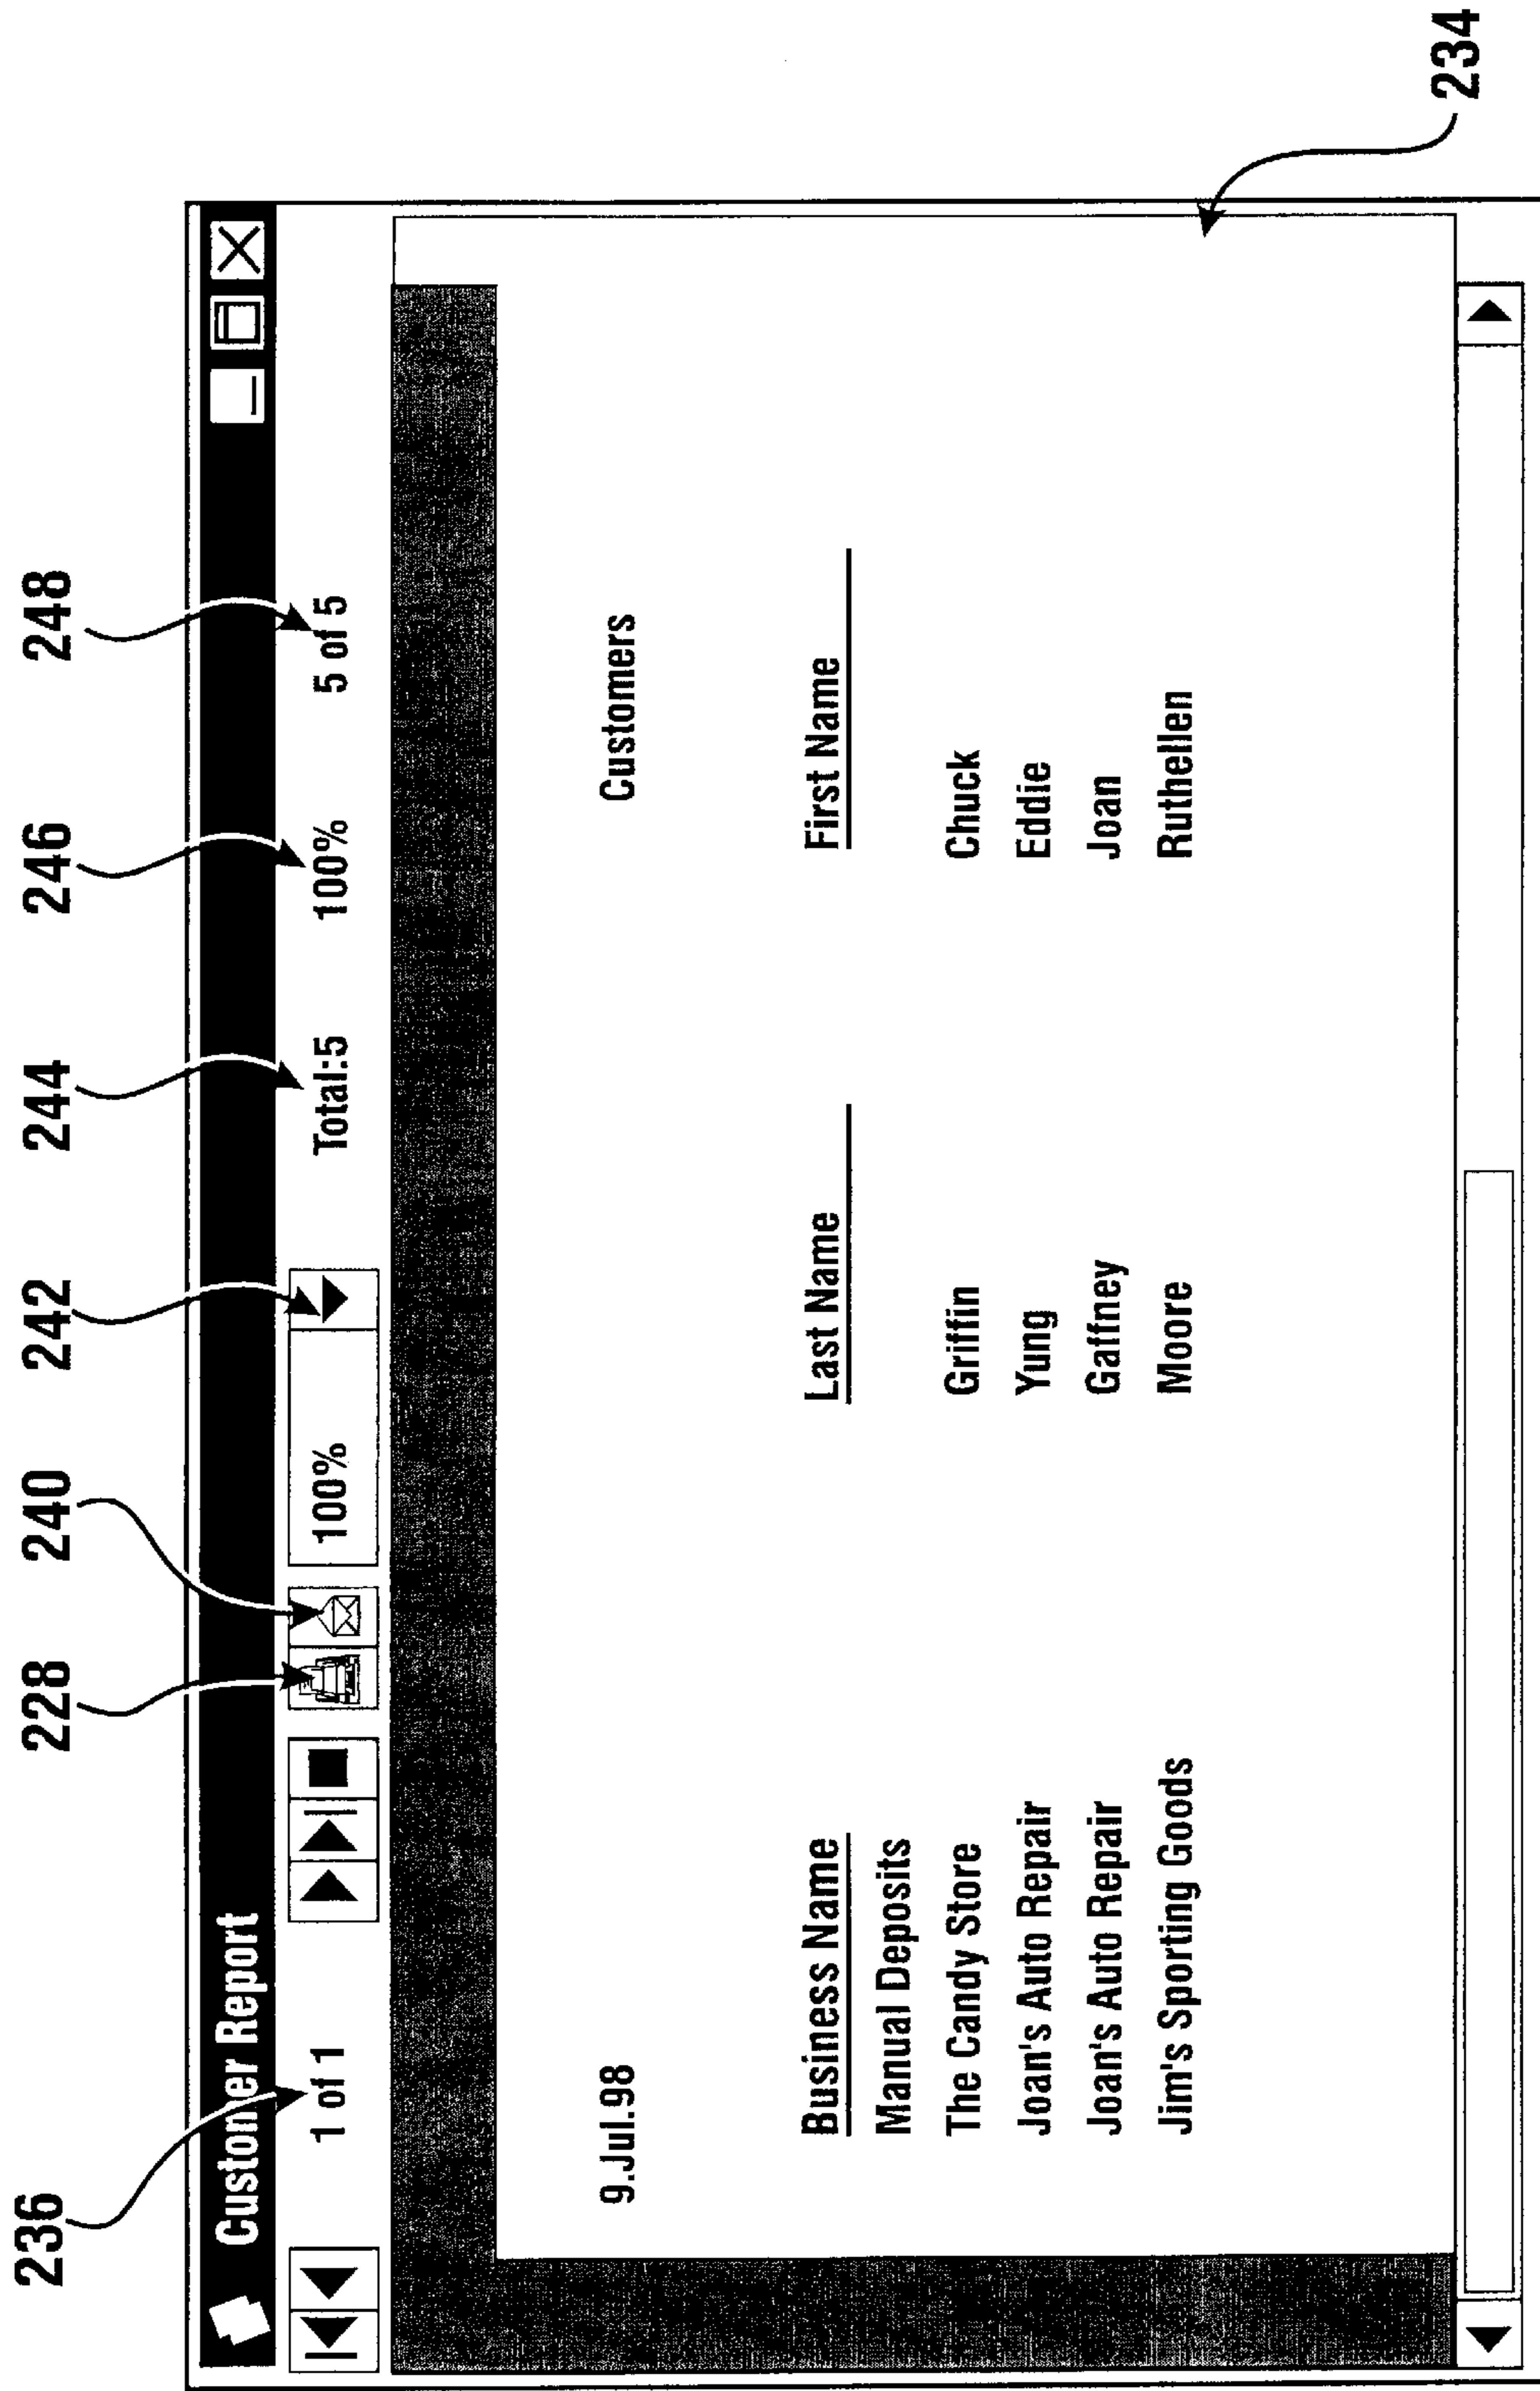 236 228 240 242 244 246 248
Customer Report
1 of 1 100% Total:5 100% 5 of 5
9.Jul.98 Customers
Business Name Last Name First Name
Manual Deposits
The Candy Store Griffin Chuck
Joan's Auto Repair Yung Eddie
Joan's Auto Repair Gaffney Joan
Jim's Sporting Goods Moore Ruthellen
234